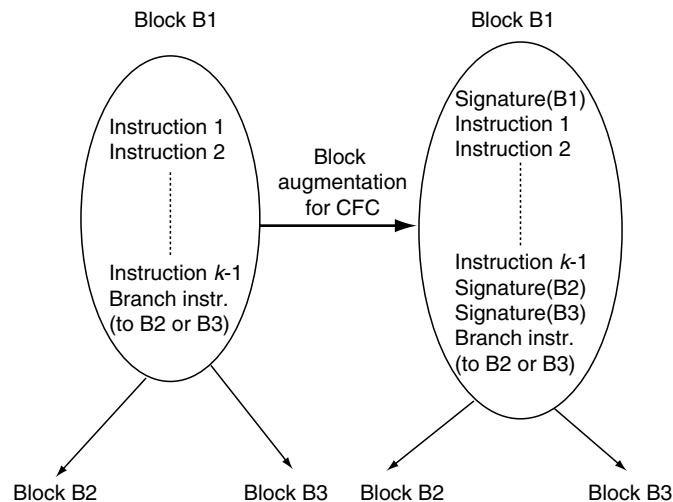 Block B1
Instruction 1
Instruction 2
Instruction k-1
Branch instr.
(to B2 or B3)
Block B2
Block B3
Block
augmentation
for CFC
Block B1
Signature(B1)
Instruction 1
Instruction 2
Instruction k-1
Signature(B2)
Signature(B3)
Branch instr.
(to B2 or B3)
Block B2
Block B3